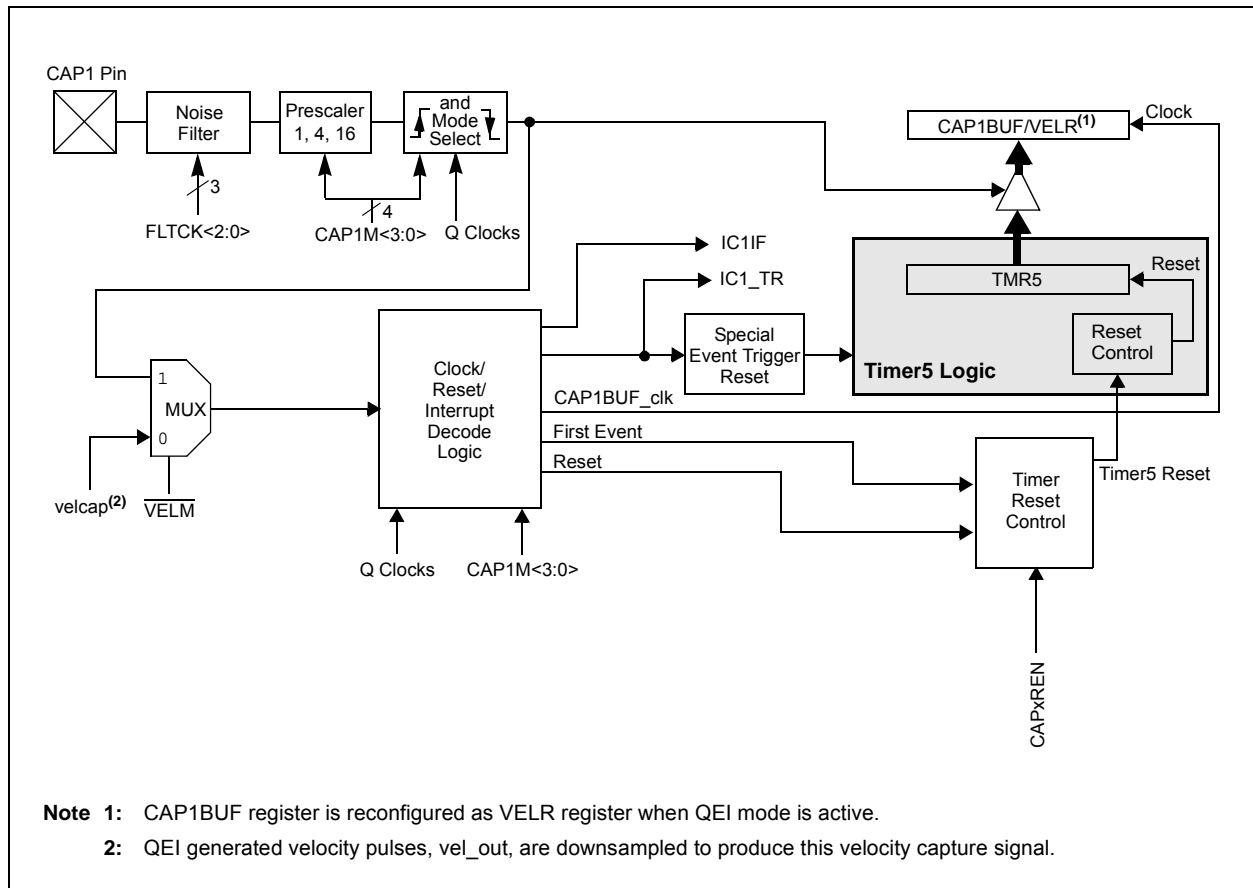 CAP1 Pin
Noise
Filter
Prescaler
1, 4, 16
and
Mode
Select
3
FLTCK<2:0>
4
CAP1M<3:0>
Q Clocks
CAP1BUF/VELR(1)
Clock
IC1IF
IC1_TR
TMR5
Reset
Reset
Control
Timer5 Logic
Special
Event Trigger
Reset
Clock/
Reset/
Interrupt
Decode
Logic
CAP1BUF_clk
First Event
Reset
1
MUX
0
velcap(2)
VELM
Q Clocks
CAP1M<3:0>
Timer
Reset
Control
Timer5 Reset
CAPxREN
Note 1: CAP1BUF register is reconfigured as VELR register when QEI mode is active.
2: QEI generated velocity pulses, vel_out, are downsampled to produce this velocity capture signal.